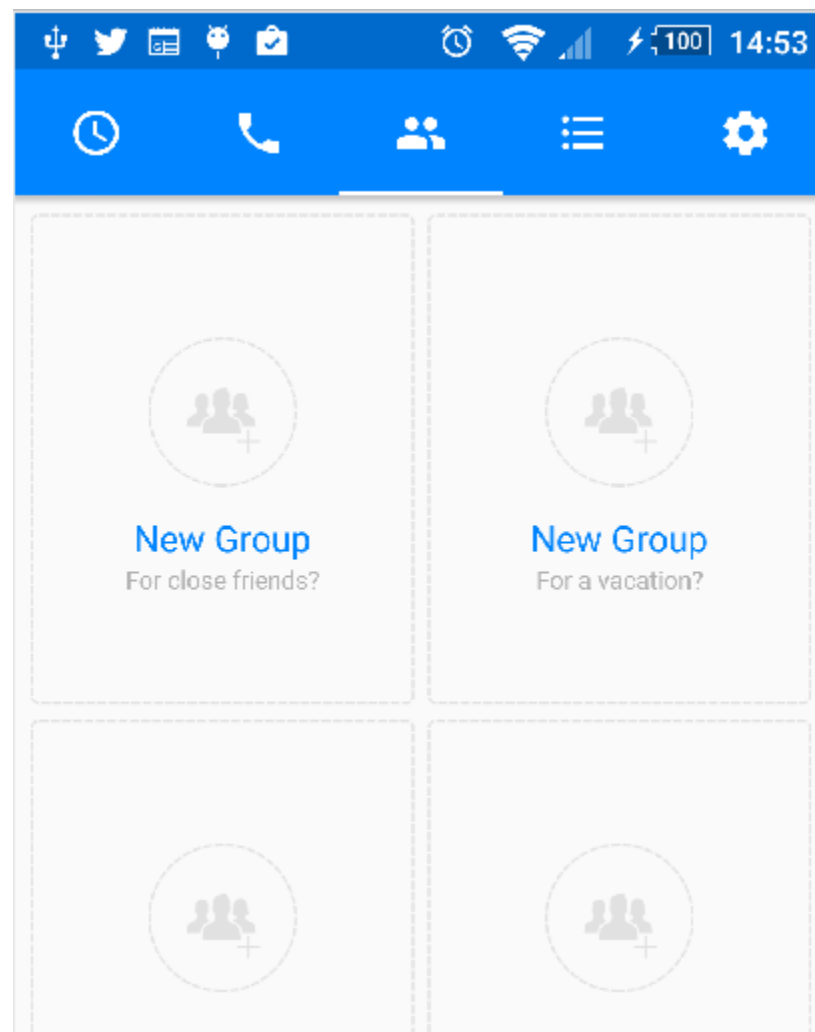 100 14:53
New Group
For close friends?
New Group
For a vacation?